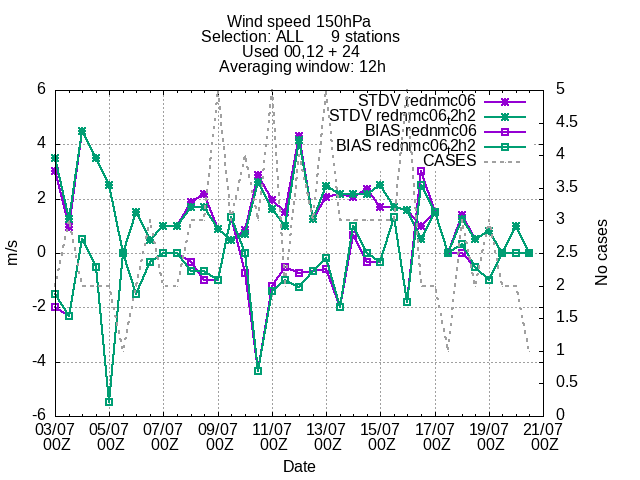 Wind speed 150hPa
Selection: ALL 9 stations
Used 00,12 + 24
Averaging window: 12h
STDV rednmc06
STDV rednmc06,2h2
BIAS rednmc06
BIAS rednmc06,2h2
CASES
6
4
2
0
-2
-4
-6
m/s
5
4.5
4
3.5
3
2.5
2
1.5
1
0.5
0
No cases
03/07 05/07 07/07 09/07 11/07 13/07 15/07 17/07 19/07 21/07
00Z 00Z 00Z 00Z 00Z 00Z 00Z 00Z 00Z 00Z
Date